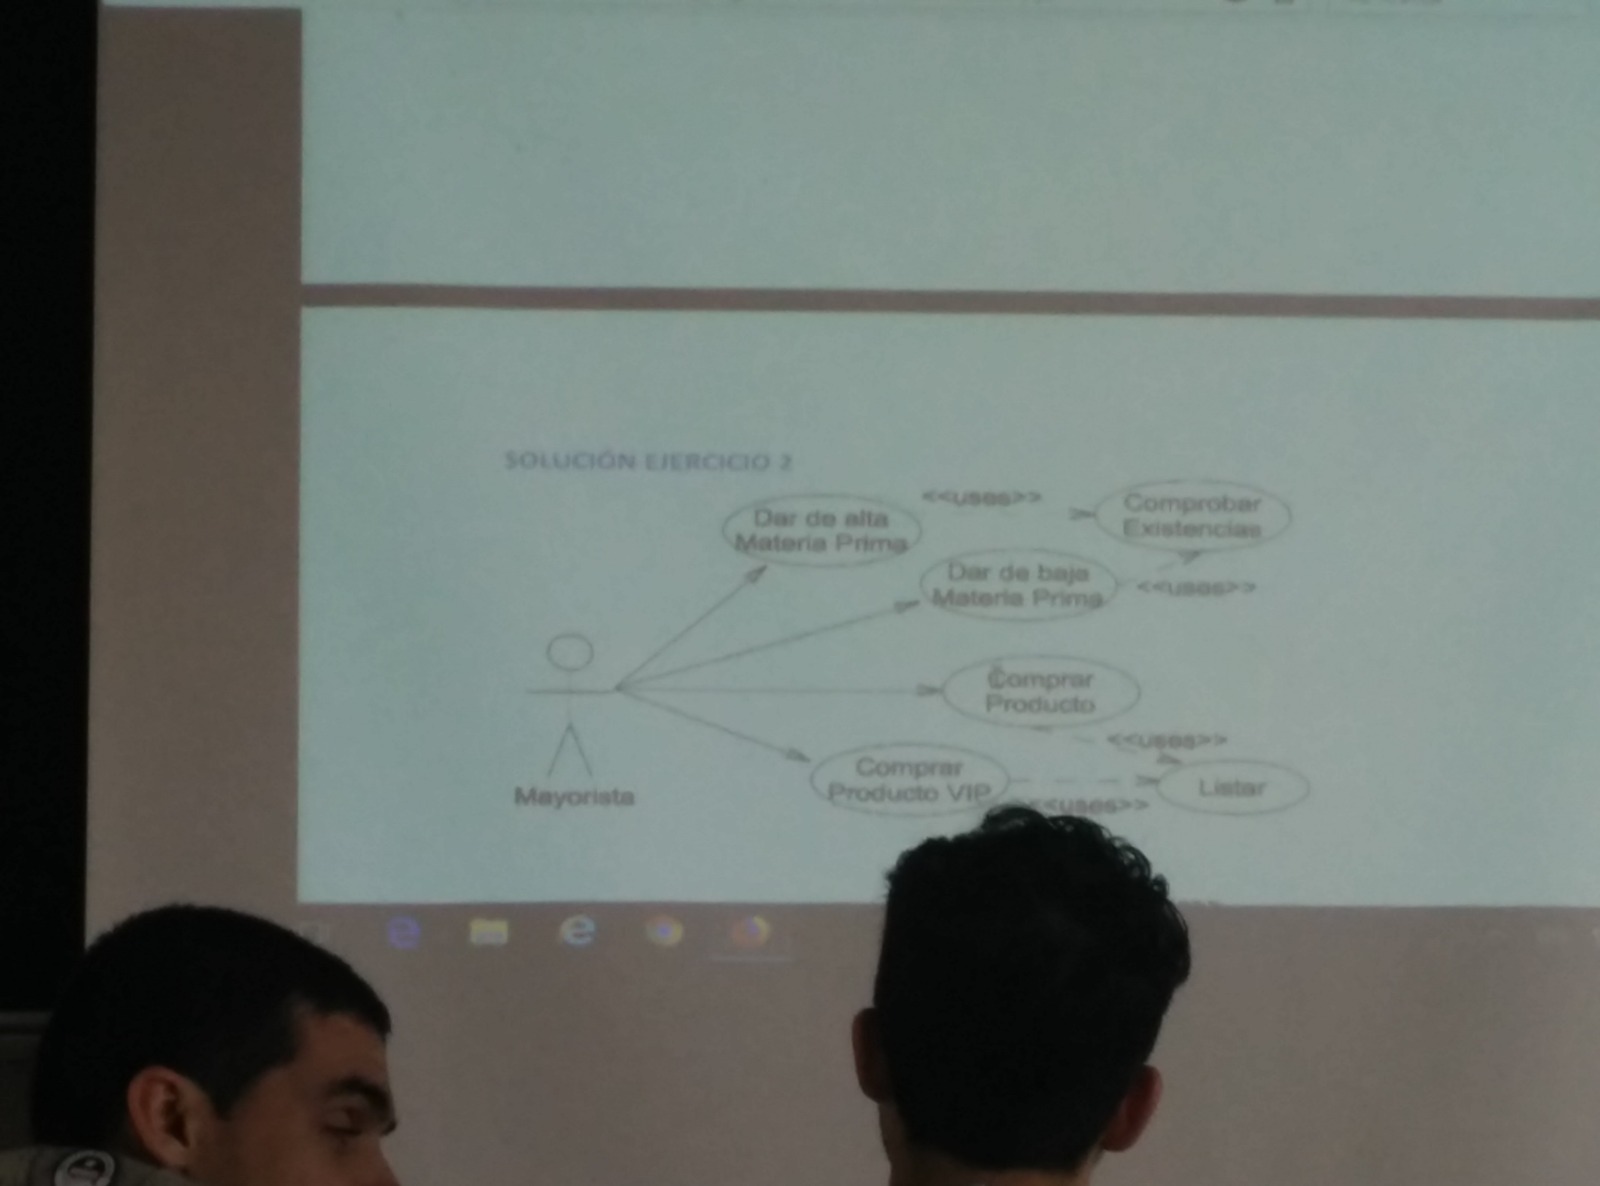 SOLUCIÓN EJERCICIO 2
Dar de alta
Materia Prima
<<uses>>
Comprobar
Existencias
Dar de baja
Materia Prima
<<uses>>
Comprar
Producto
<<uses>>
Comprar
Producto VIP
<<uses>>
Listar
Mayorista